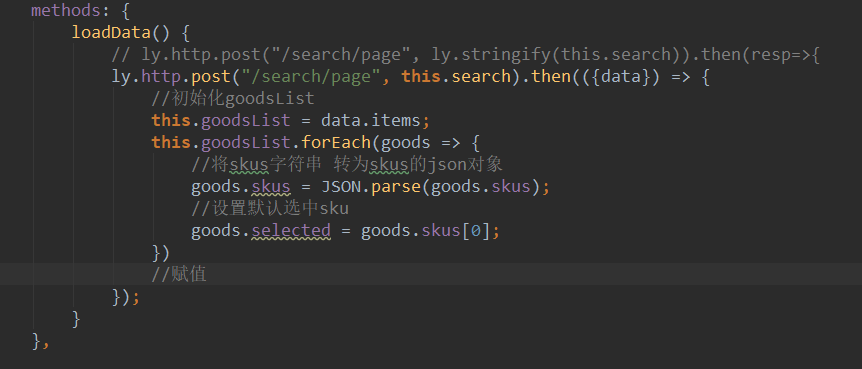 methods: {
loadData() {
// ly.http.post("/search/page", ly.stringify(this.search)).then(resp=>{
ly.http.post("/search/page", this.search).then(({data}) => {
//初始化goodsList
this.goodsList = data.items;
this.goodsList.forEach(goods => {
//将skus字符串 转为skus的json对象
goods.skus = JSON.parse(goods.skus);
//设置默认选中sku
goods.selected = goods.skus[0];
})
//赋值
});
}
},